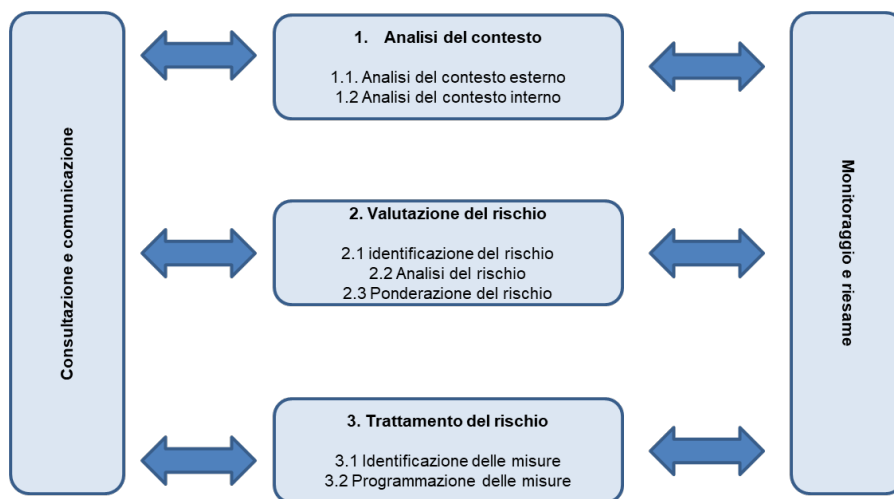 Consultazione e comunicazione
1. Analisi del contesto
1.1. Analisi del contesto esterno
1.2 Analisi del contesto interno
2. Valutazione del rischio
2.1 identificazione del rischio
2.2 Analisi del rischio
2.3 Ponderazione del rischio
3. Trattamento del rischio
3.1 Identificazione delle misure
3.2 Programmazione delle misure
Monitoraggio e riesame